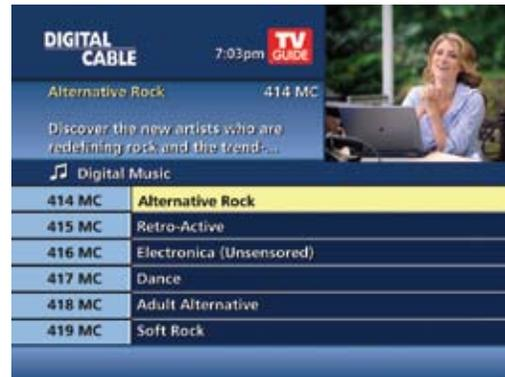 DIGITAL
CABLE
7:03pm
TV
GUIDE
Alternative Rock 414 MC
Discover the new artists who are
redefining rock and the trend-...
Digital Music
414 MC Alternative Rock
415 MC Retro-Active
416 MC Electronica (Unsensored)
417 MC Dance
418 MC Adult Alternative
419 MC Soft Rock